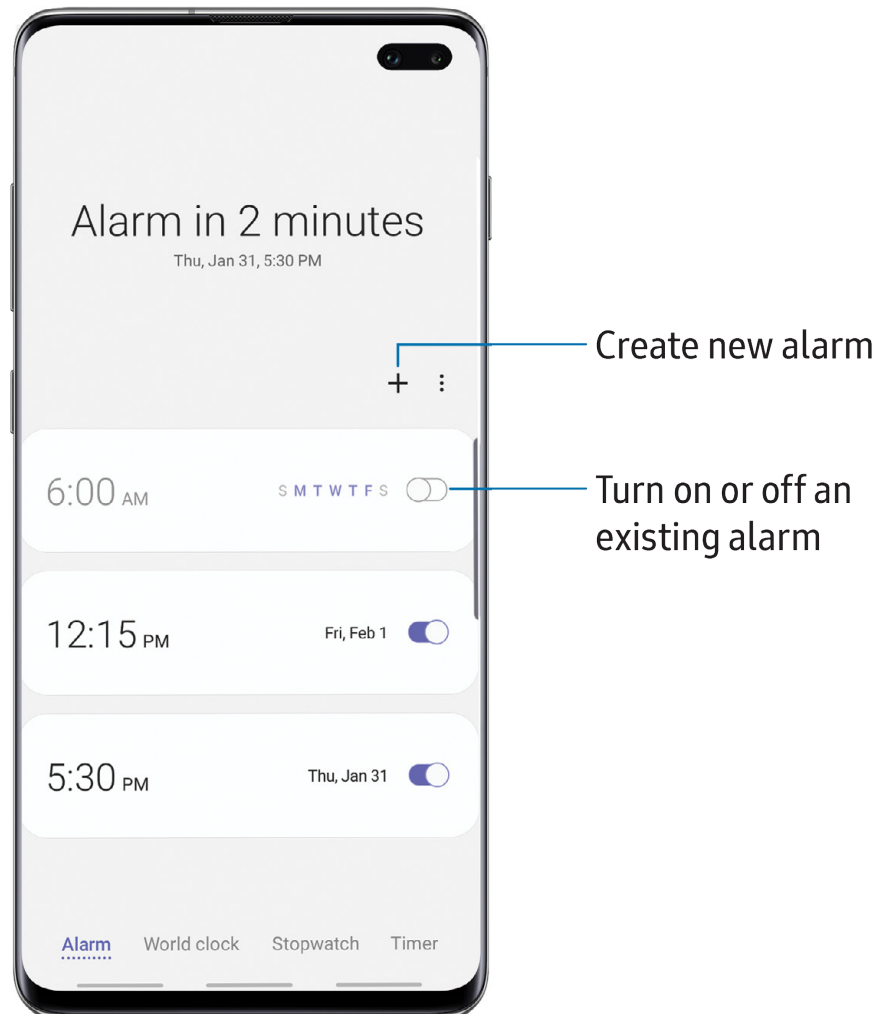 Alarm in 2 minutes
Thu, Jan 31, 5:30 PM
Create new alarm
6:00 AM S M T W T F S
Turn on or off an
existing alarm
12:15 PM Fri, Feb 1
5:30 PM Thu, Jan 31
Alarm World clock Stopwatch Timer